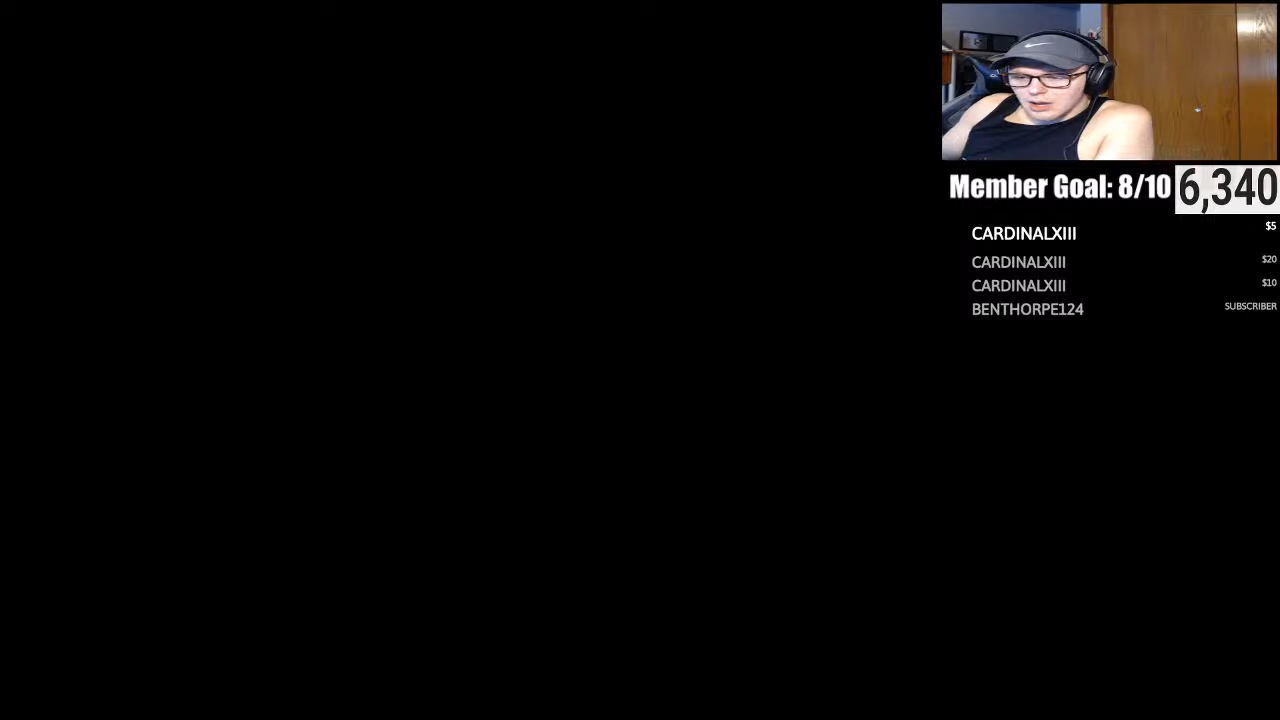 Member Goal: 8/10 6,340
CARDINALXIII $5
CARDINALXIII $20
CARDINALXIII $10
BENTHORPE124 SUBSCRIBER